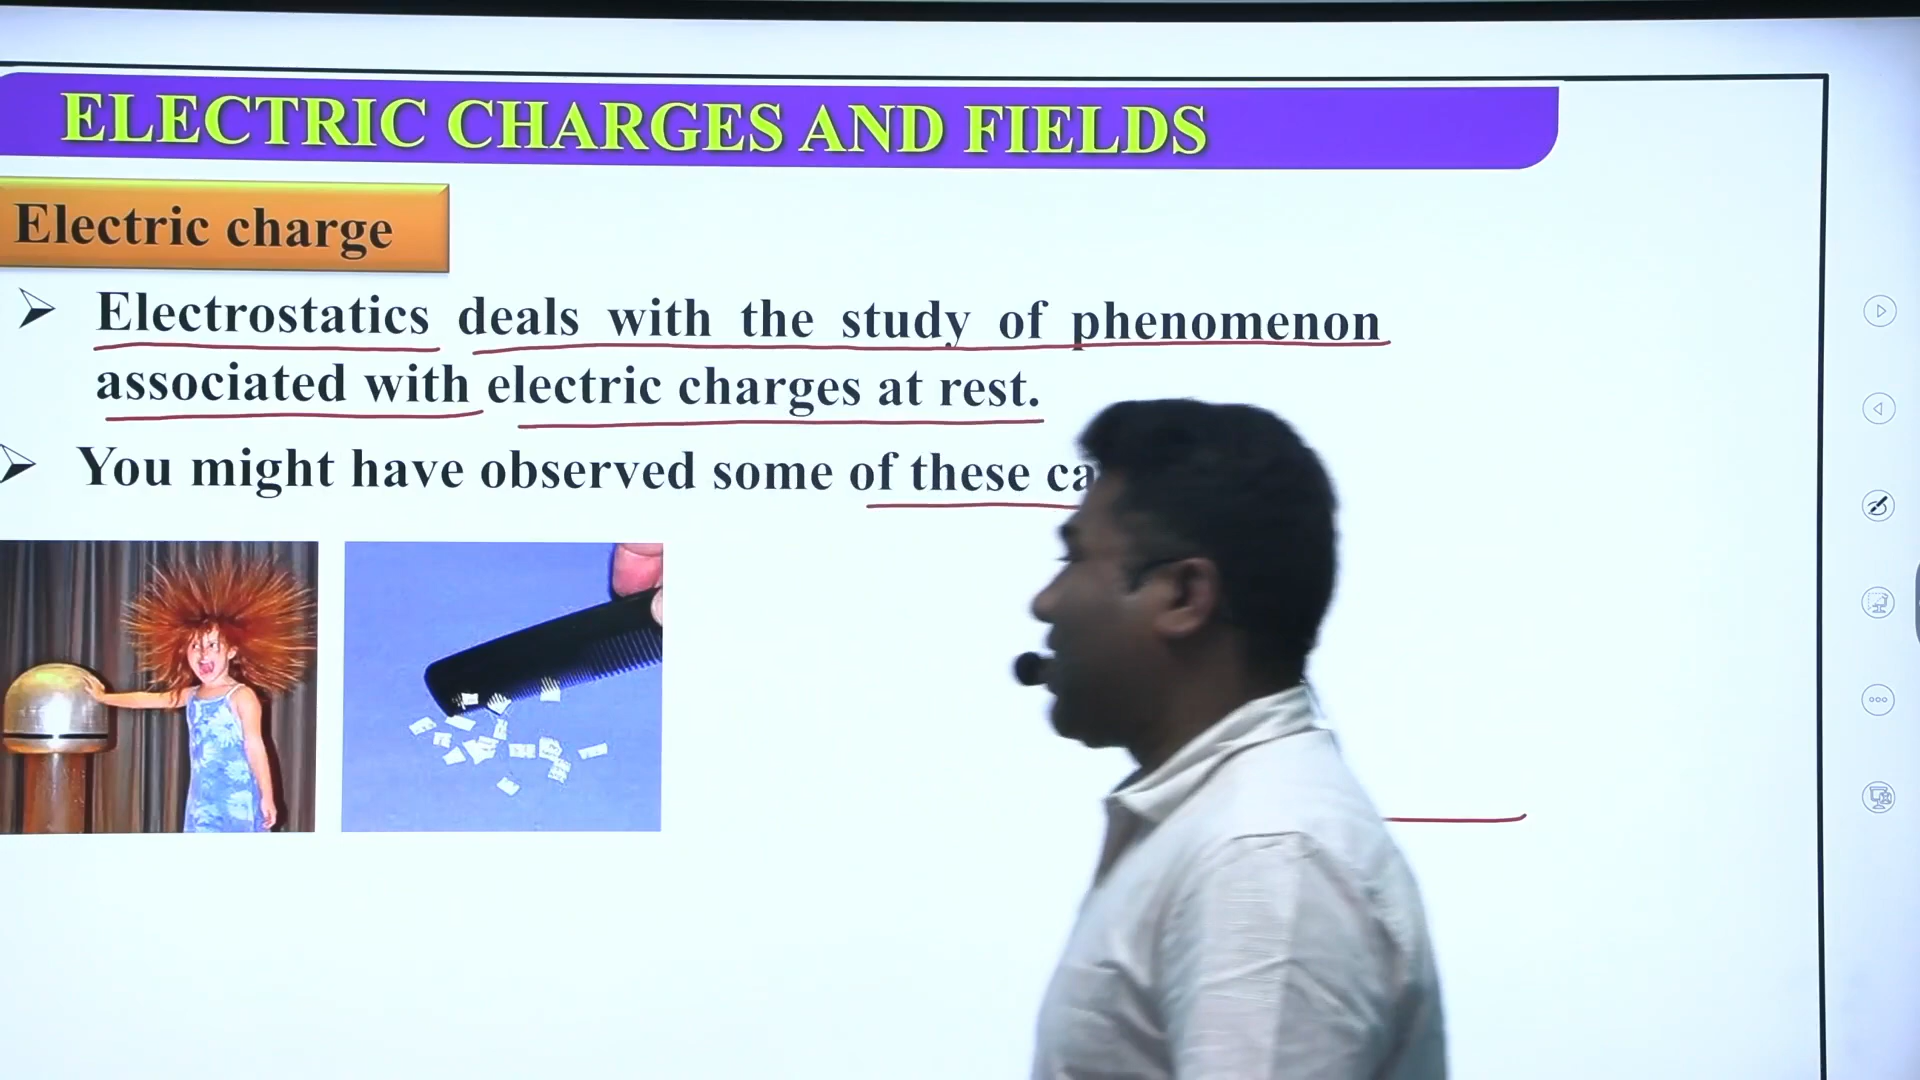 ELECTRIC CHARGES AND FIELDS
Electric charge
Electrostatics deals with the study of phenomenon
associated with electric charges at rest.
You might have observed some of these